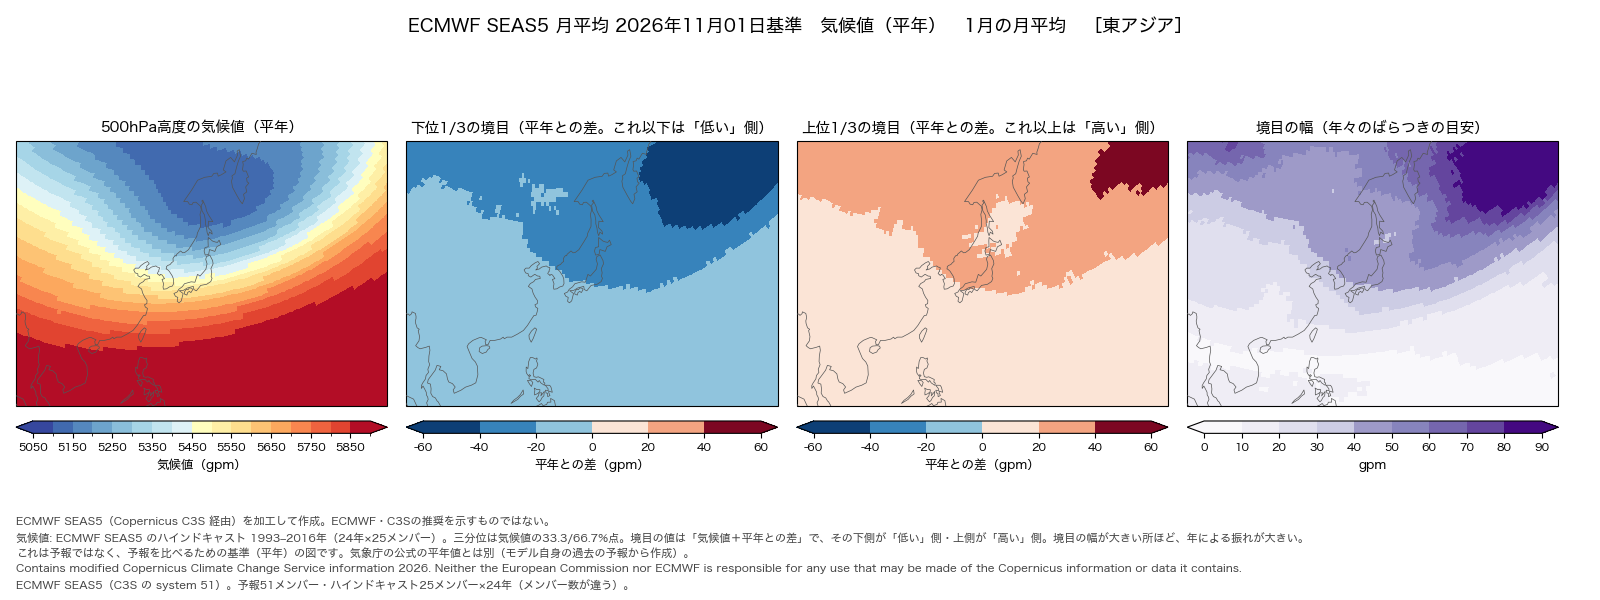 ECMWF SEAS5 月平均 2026年11月01日基準　気候値（平年）　1月の月平均　［東アジア］
500hPa高度の気候値（平年）
下位1/3の境目（平年との差。これ以下は「低い」側）
上位1/3の境目（平年との差。これ以上は「高い」側）
境目の幅（年々のばらつきの目安）
5050 5150 5250 5350 5450 5550 5650 5750 5850
気候値（gpm）
-60 -40 -20 0 20 40 60
平年との差（gpm）
-60 -40 -20 0 20 40 60
平年との差（gpm）
0 10 20 30 40 50 60 70 80 90
gpm
ECMWF SEAS5（Copernicus C3S 経由）を加工して作成。ECMWF・C3Sの推奨を示すものではない。
気候値: ECMWF SEAS5 のハインドキャスト 1993–2016年（24年×25メンバー）。三分位は気候値の33.3/66.7%点。境目の値は「気候値＋平年との差」で、その下側が「低い」側・上側が「高い」側。境目の幅が大きい所ほど、年による振れが大きい。
これは予報ではなく、予報を比べるための基準（平年）の図です。気象庁の公式の平年値とは別（モデル自身の過去の予報から作成）。
Contains modified Copernicus Climate Change Service information 2026. Neither the European Commission nor ECMWF is responsible for any use that may be made of the Copernicus information or data it contains.
ECMWF SEAS5（C3S の system 51）。予報51メンバー・ハインドキャスト25メンバー×24年（メンバー数が違う）。